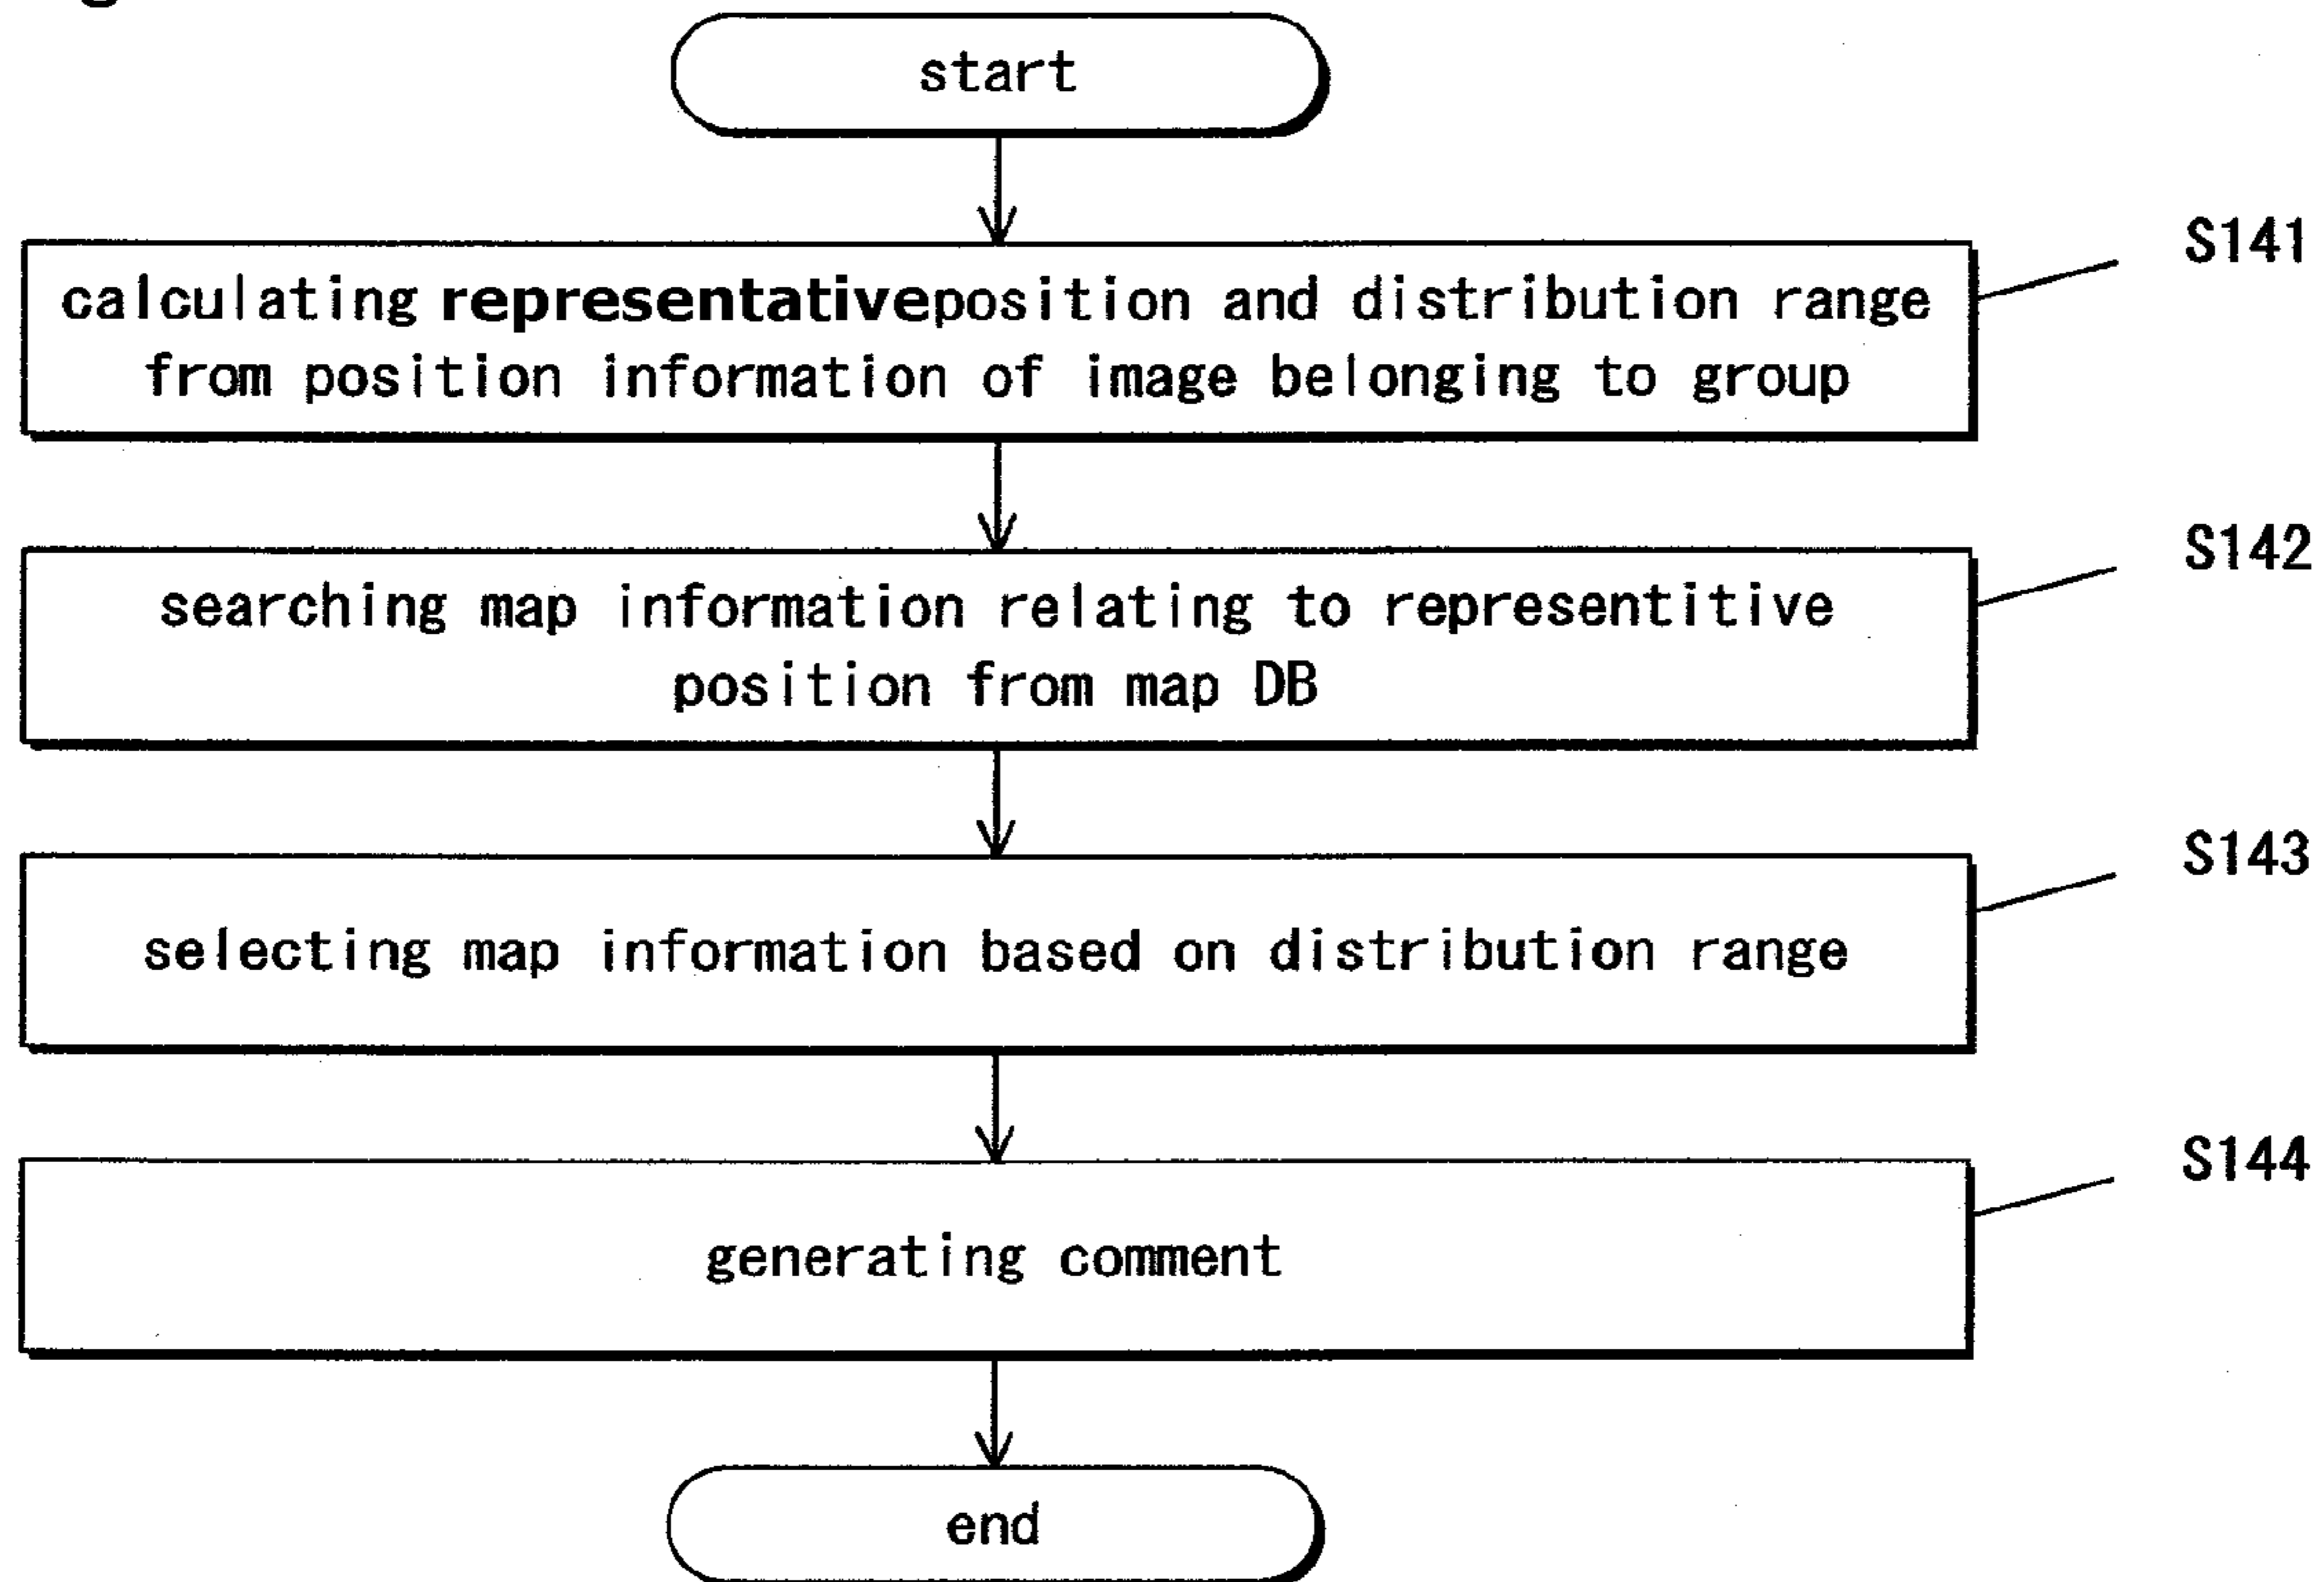 start
S141
calculating representativeposition and distribution range
from position information of image belonging to group
S142
searching map information relating to representitive
position from map DB
S143
selecting map information based on distribution range
S144
generating comment
end